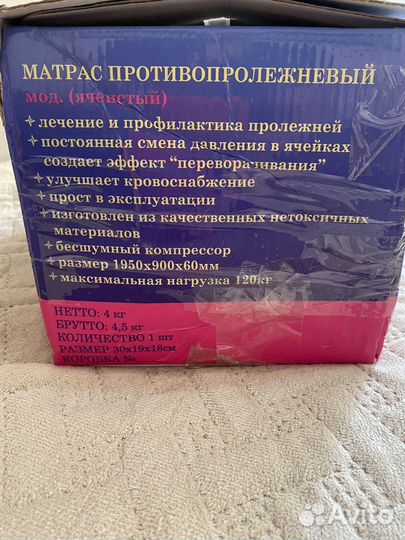 МАТРАС ПРОТИВОПРОЛЕЖНЕВЫЙ
мод. (ячеистый)
лечение и профилактика пролежней
постоянная смена давления в ячейках
создает эффект “переворачивания”
улучшает кровоснабжение
прост в эксплуатации
изготовлен из качественных нетоксичных
материалов
бесшумный компрессор
размер 1950х900х60мм
максимальная нагрузка 120кг
НЕТТО: 4 кг
БРУТТО: 4,5 кг
КОЛИЧЕСТВО 1 шт
РАЗМЕР 30х19х18см
КОРОБКА №
Avito